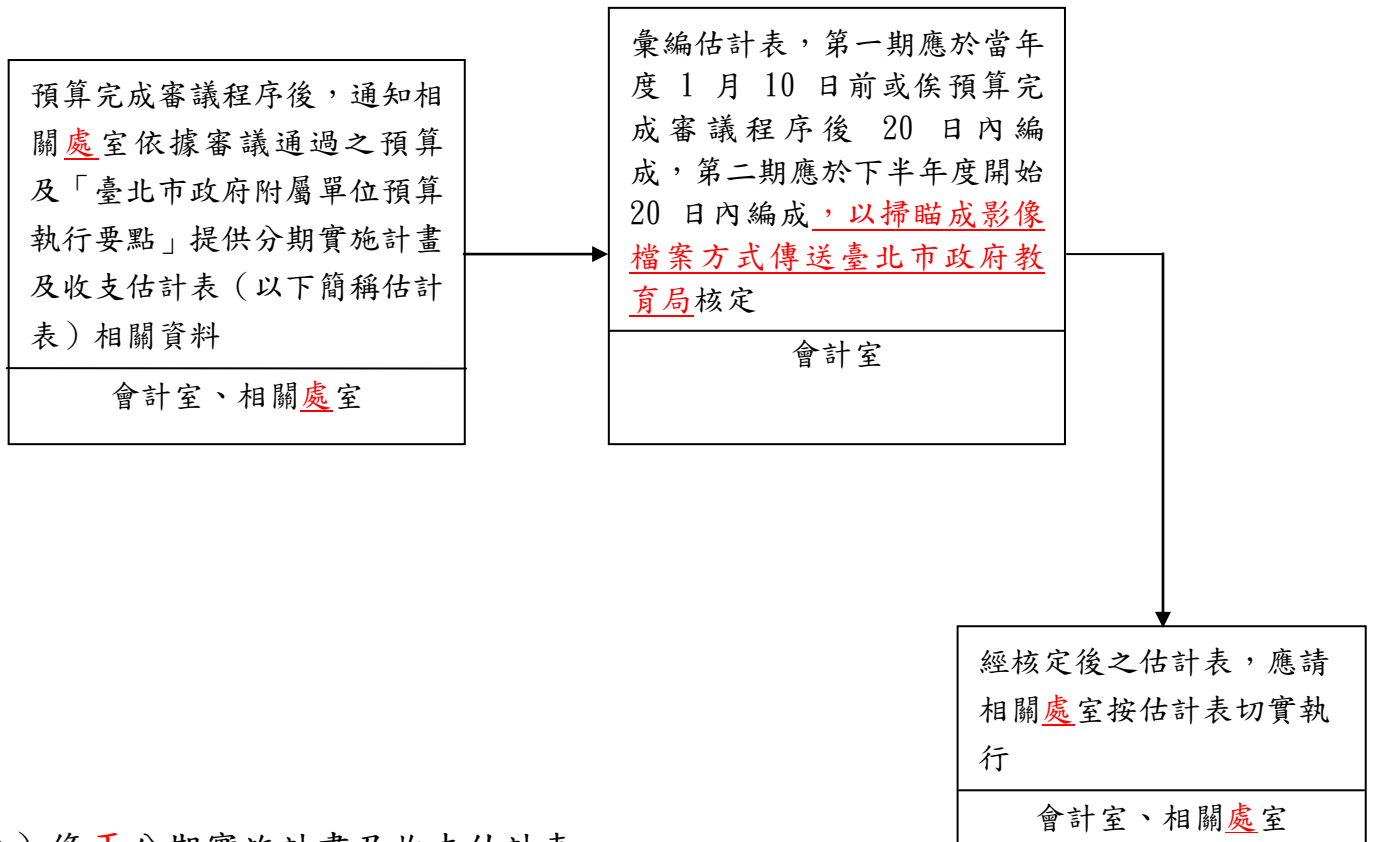 預算完成審議程序後，通知相
關處室依據審議通過之預算
及「臺北市政府附屬單位預算
執行要點」提供分期實施計畫
及收支估計表（以下簡稱估計
表）相關資料
會計室、相關處室
彙編估計表，第一期應於當年
度 1 月 10 日前或俟預算完
成審議程序後 20 日內編
成，第二期應於下半年度開始
20 日內編成，以掃瞄成影像
檔案方式傳送臺北市政府教
育局核定
會計室
經核定後之估計表，應請
相關處室按估計表切實執
行
會計室、相關處室